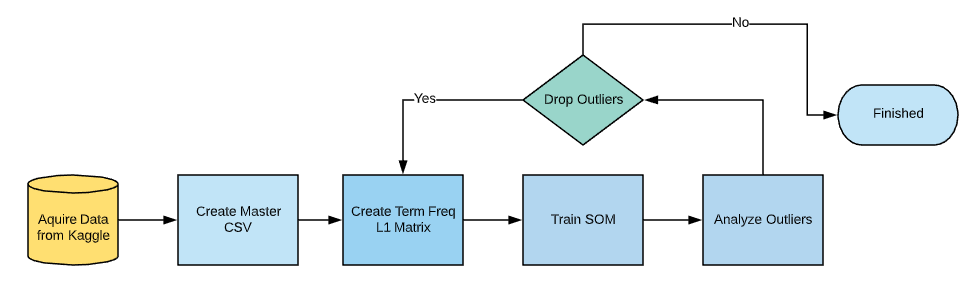 No
Yes
Drop Outliers
Finished
Aquire Data
from Kaggle
Create Master
CSV
Create Term Freq
L1 Matrix
Train SOM
Analyze Outliers